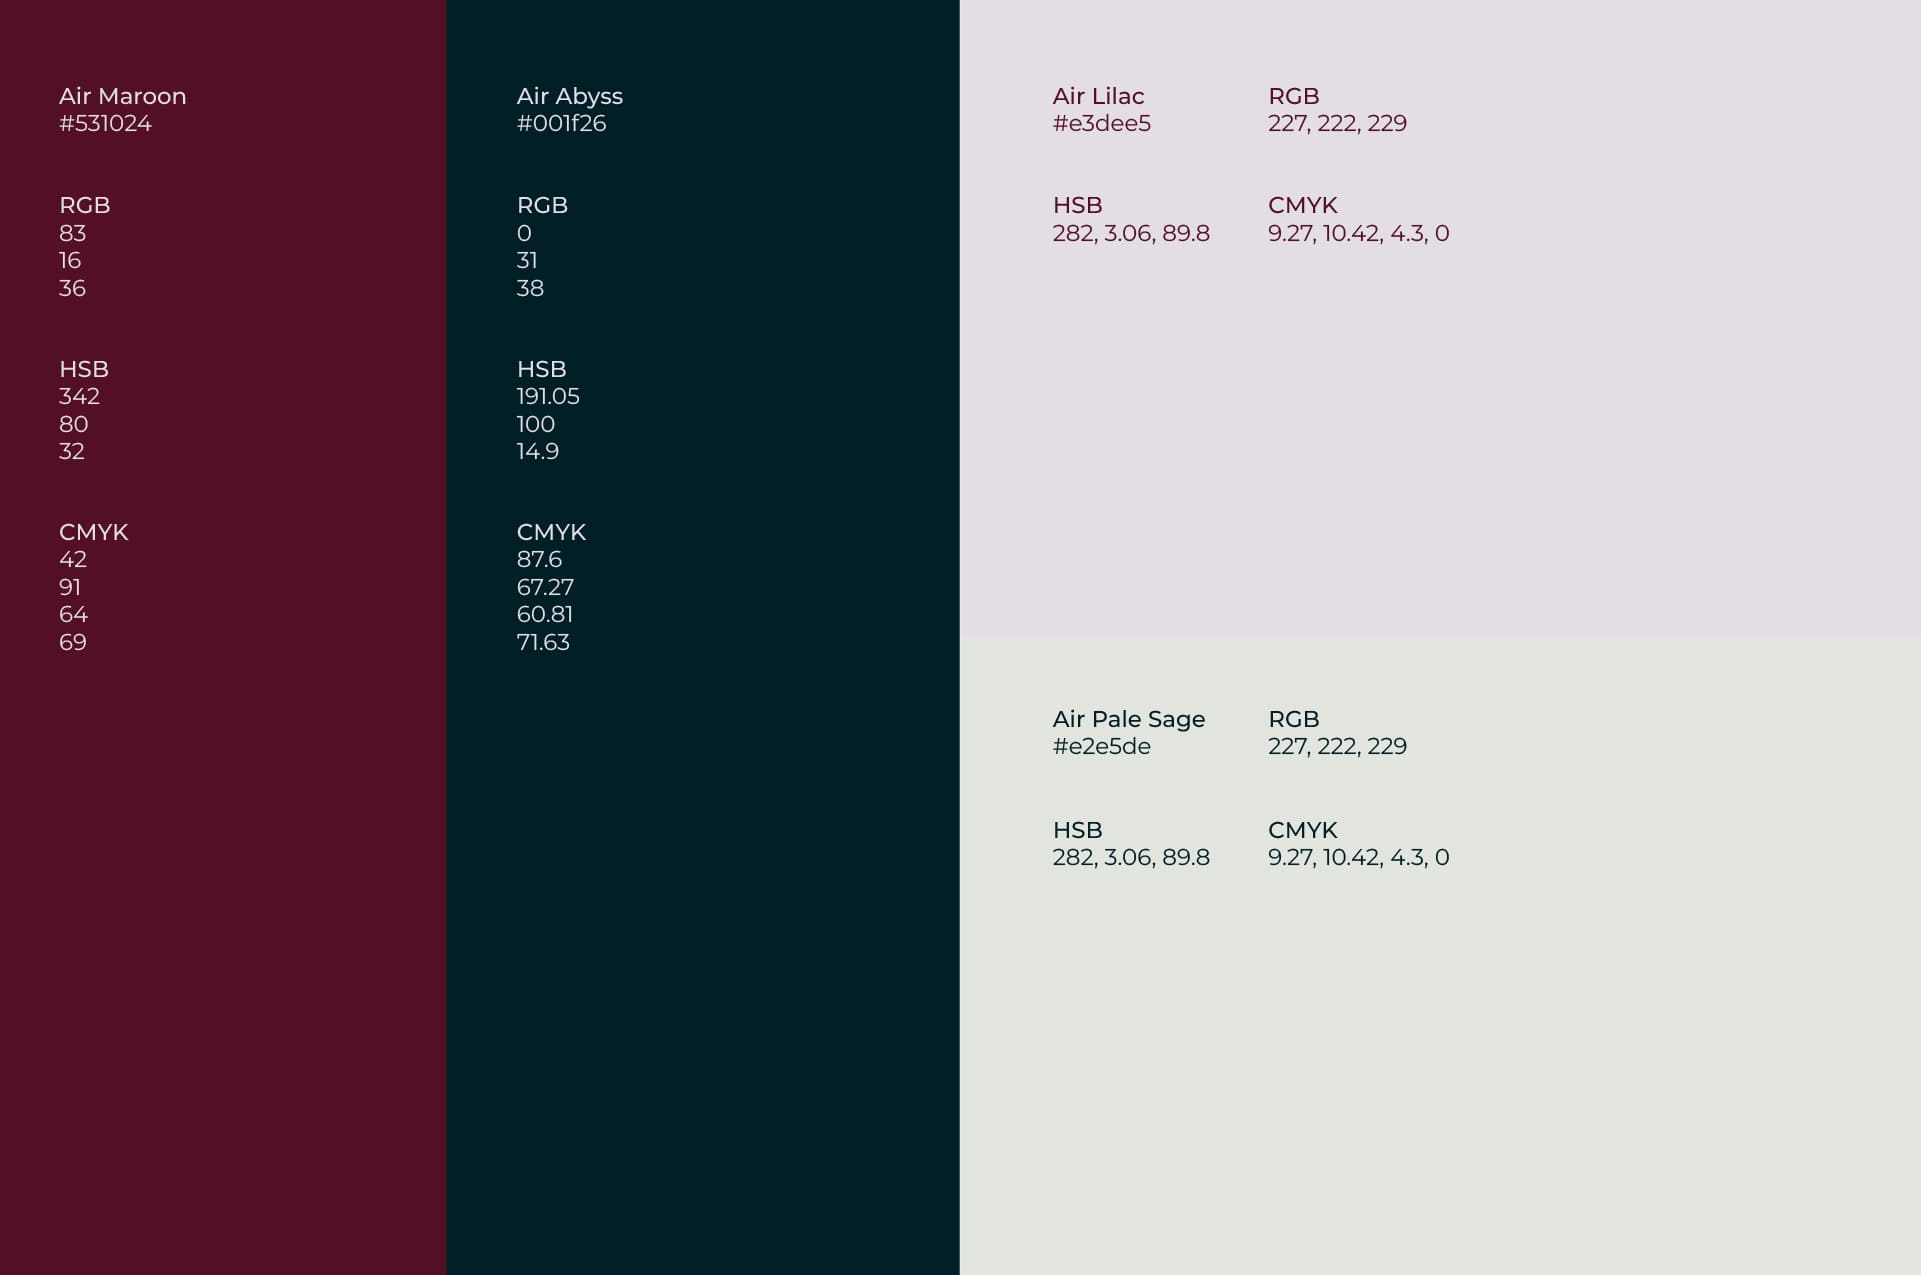 Air Maroon
#531024
RGB
83
16
36
HSB
342
80
32
CMYK
42
91
64
69
Air Abyss
#001f26
RGB
0
31
38
HSB
191.05
100
14.9
CMYK
87.6
67.27
60.81
71.63
Air Lilac
#e3dee5
RGB
227, 222, 229
HSB
282, 3.06, 89.8
CMYK
9.27, 10.42, 4.3, 0
Air Pale Sage
#e2e5de
RGB
227, 222, 229
HSB
282, 3.06, 89.8
CMYK
9.27, 10.42, 4.3, 0